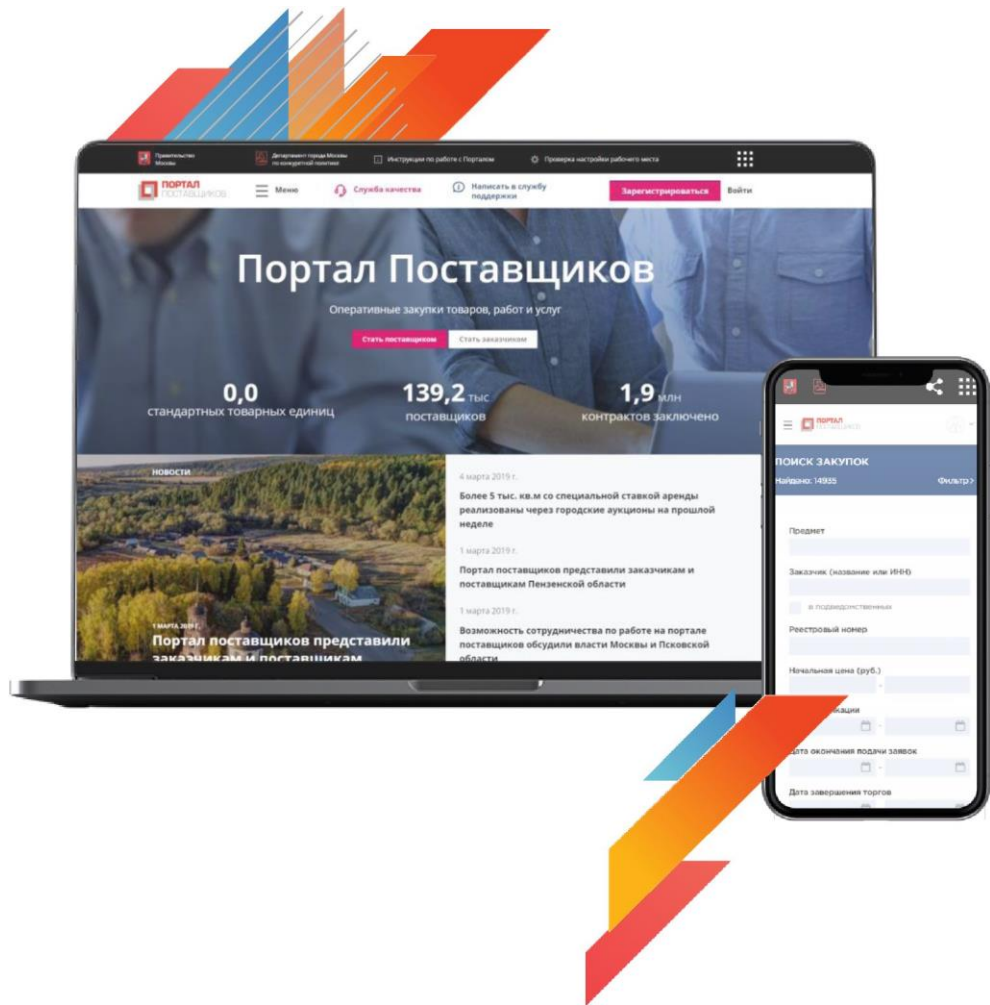 Правительство
Москвы
Департамент города Москвы
по конкурентной политике
Инструкции по работе с Порталом
Проверка настройки рабочего места
ПОРТАЛ
ПОСТАВЩИКОВ
Меню
Служба качества
Написать в службу
поддержки
Зарегистрироваться
Войти
Портал Поставщиков
Оперативные закупки товаров, работ и услуг
Стать поставщиком
Стать заказчиком
0,0
стандартных товарных единиц
139,2 тыс
поставщиков
1,9 млн
контрактов заключено
НОВОСТИ
1 МАРТА 2019 Г.
Портал поставщиков представили
заказчикам и поставщикам
4 марта 2019 г.
Более 5 тыс. кв.м со специальной ставкой аренды
реализованы через городские аукционы на прошлой
неделе
1 марта 2019 г.
Портал поставщиков представили заказчикам и
поставщикам Пензенской области
1 марта 2019 г.
Возможность сотрудничества по работе на портале
поставщиков обсудили власти Москвы и Псковской
области
ПОРТАЛ
ПОСТАВЩИКОВ
ПОИСК ЗАКУПОК
Найдено: 14935
Фильтр >
Предмет
Заказчик (название или ИНН)
в подведомственных
Реестровый номер
Начальная цена (руб.)
-
-
Дата окончания подачи заявок
-
Дата завершения торгов